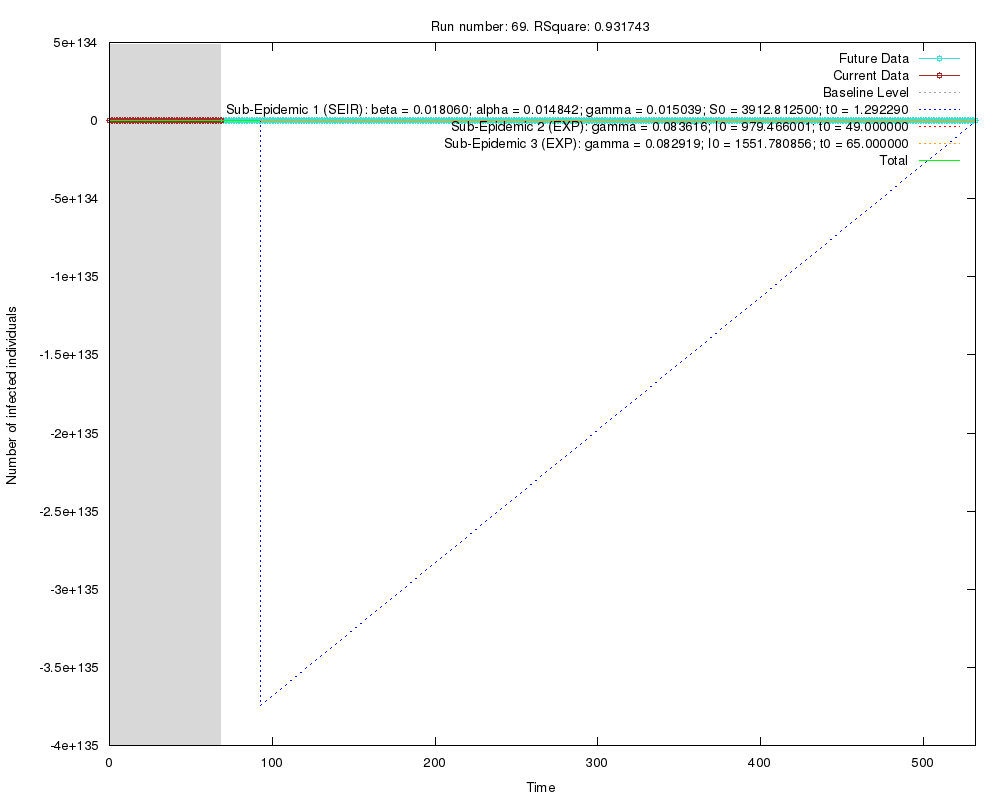 Run number: 69. RSquare: 0.931743
5e+134
0
-5e+134
-1e+135
-1.5e+135
-2e+135
-2.5e+135
-3e+135
-3.5e+135
-4e+135
Number of infected individuals
Future Data
Current Data
Baseline Level
Sub-Epidemic 1 (SEIR): beta = 0.018060; alpha = 0.014842; gamma = 0.015039; S0 = 3912.812500; t0 = 1.292290
Sub-Epidemic 2 (EXP): gamma = 0.083616; I0 = 979.466001; t0 = 49.000000
Sub-Epidemic 3 (EXP): gamma = 0.082919; I0 = 1551.780856; t0 = 65.000000
Total
0 100 200 300 400 500
Time